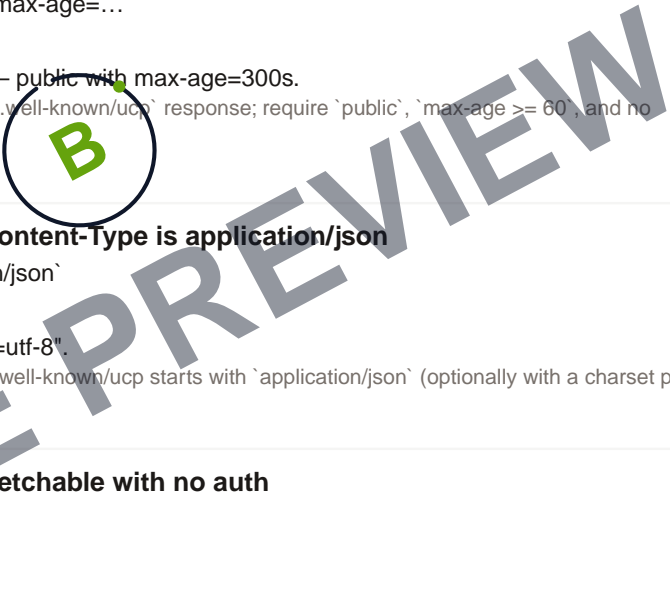 max-age=…
– public with max-age=300s.
.well-known/ucp` response; require `public`, `max-age >= 60`, and no
B
ontent-Type is application/json
n/json`
=utf-8".
well-known/ucp starts with `application/json` (optionally with a charset p
E PREVIEW
etchable with no auth